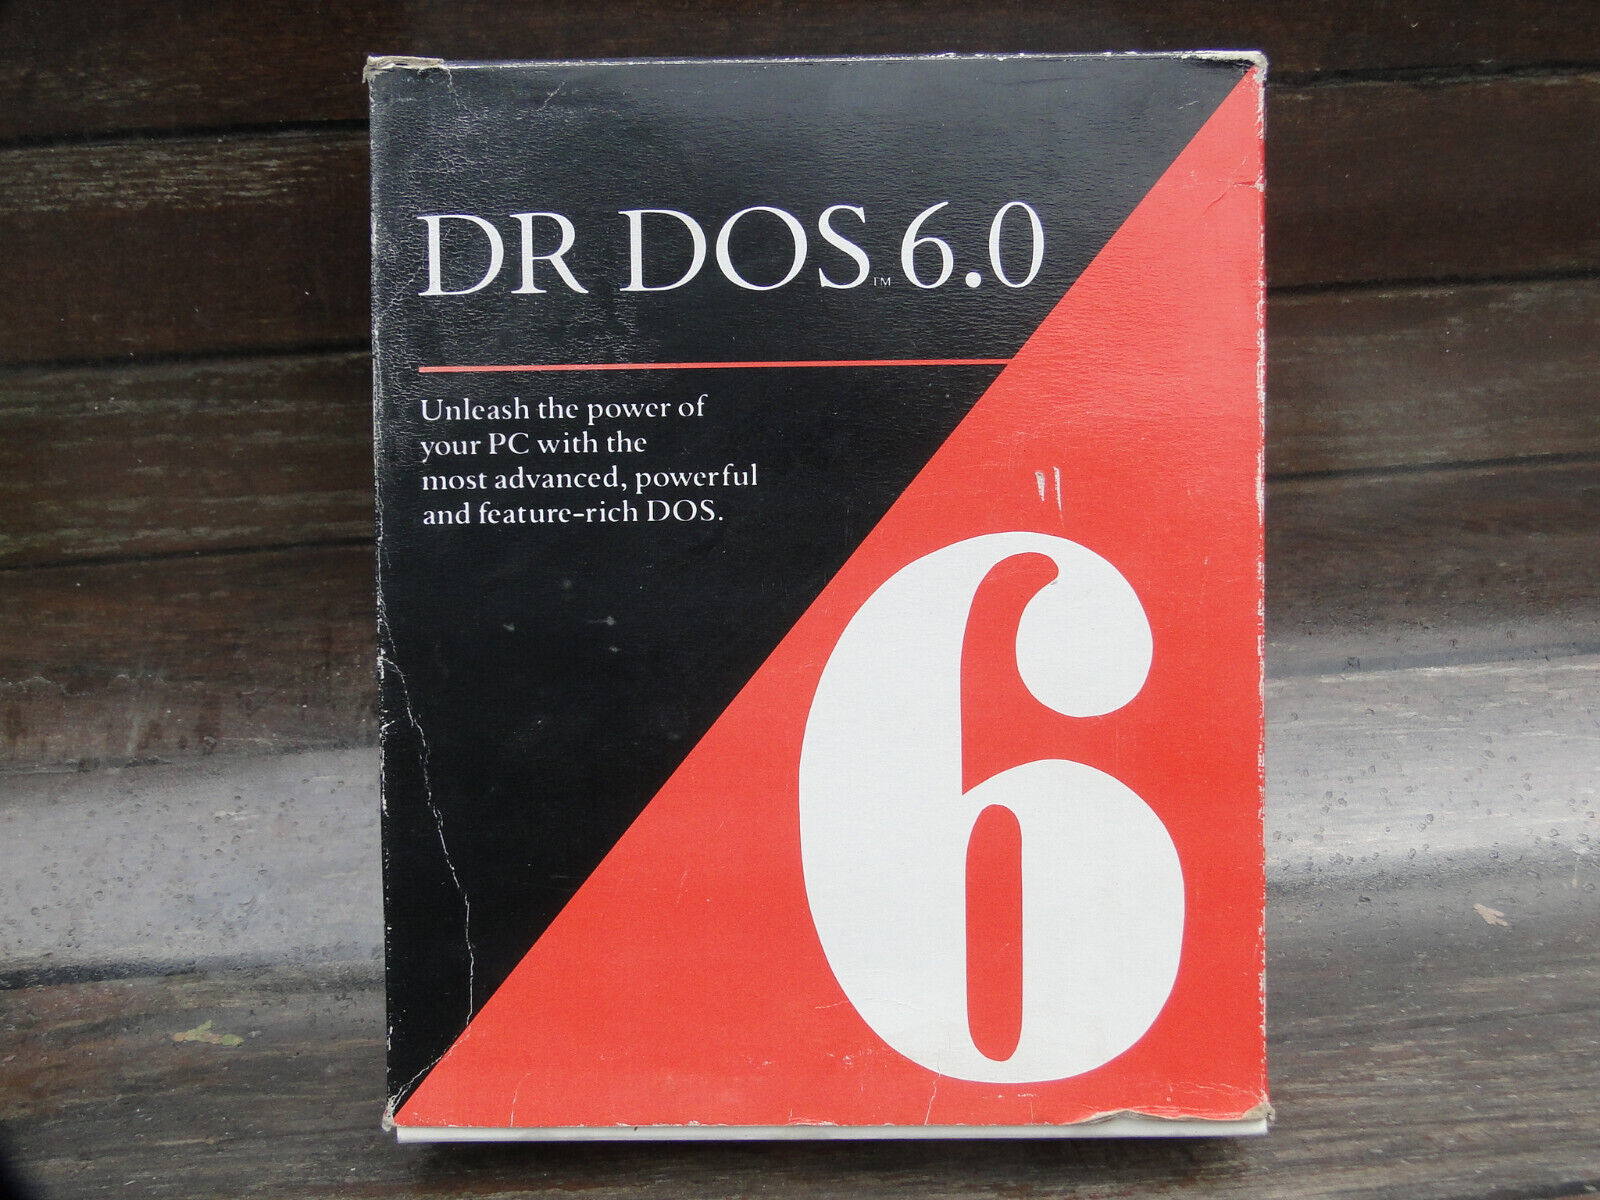 DR DOS™ 6.0
Unleash the power of
your PC with the
most advanced, powerful
and feature-rich DOS.
6